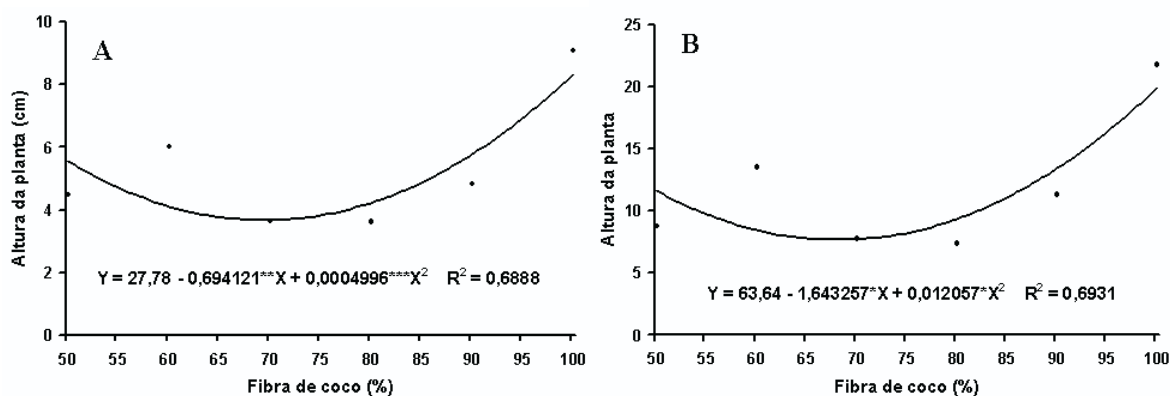 A
Altura da planta (cm)
10
8
6
4
2
0
Y = 27,78 - 0,694121**X + 0,0004996***X² R² = 0,6888
50 55 60 65 70 75 80 85 90 95 100
Fibra de coco (%)
B
Altura da planta
25
20
15
10
5
0
Y = 63,64 - 1,643257*X + 0,012057*X² R² = 0,6931
50 55 60 65 70 75 80 85 90 95 100
Fibra de coco (%)